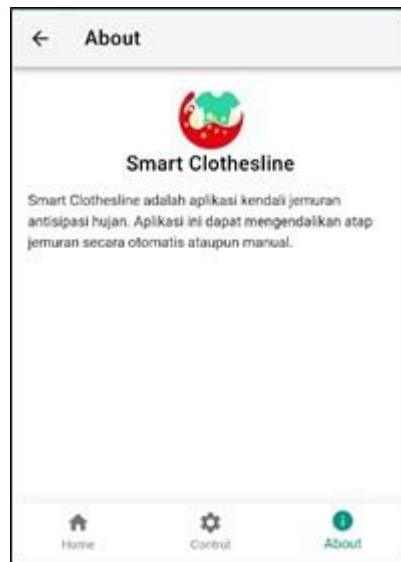 About
Smart Clothesline
Smart Clothesline adalah aplikasi kendali jemuran
antisipasi hujan. Aplikasi ini dapat mengendalikan atap
jemuran secara otomatis ataupun manual.
Home
Control
About